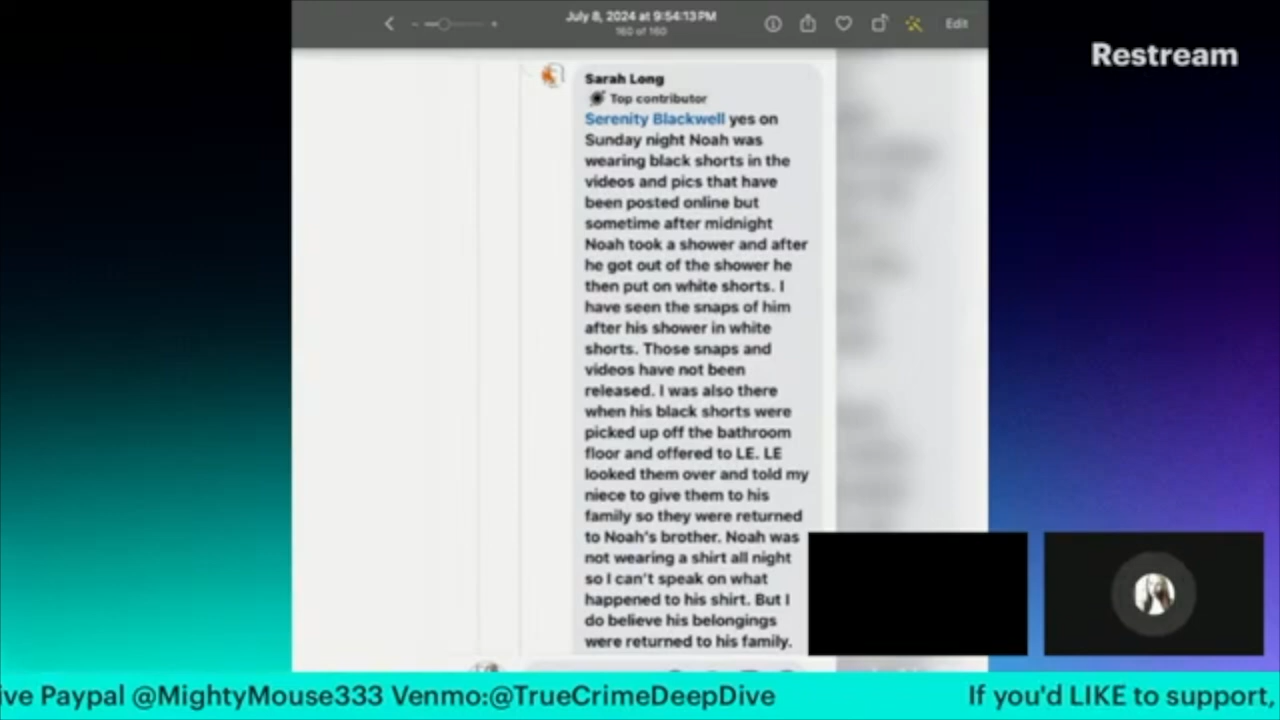 July 8, 2024 at 9:54:13 PM
160 of 160
Edit
Restream
Sarah Long
Top contributor
Serenity Blackwell yes on
Sunday night Noah was
wearing black shorts in the
videos and pics that have
been posted online but
sometime after midnight
Noah took a shower and after
he got out of the shower he
then put on white shorts. I
have seen the snaps of him
after his shower in white
shorts. Those snaps and
videos have not been
released. I was also there
when his black shorts were
picked up off the bathroom
floor and offered to LE. LE
looked them over and told my
niece to give them to his
family so they were returned
to Noah's brother. Noah was
not wearing a shirt all night
so I can't speak on what
happened to his shirt. But I
do believe his belongings
were returned to his family.
ive Paypal @MightyMouse333 Venmo:@TrueCrimeDeepDive If you'd LIKE to support,